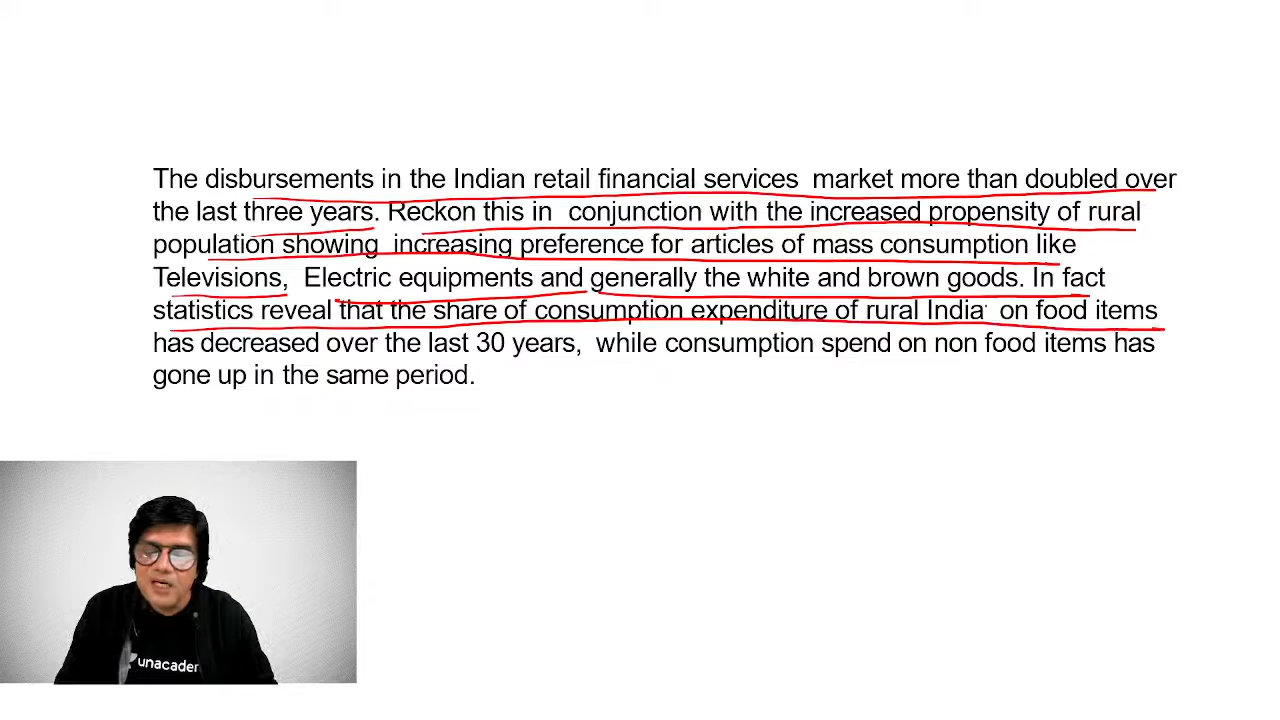 The disbursements in the Indian retail financial services market more than doubled over
the last three years. Reckon this in conjunction with the increased propensity of rural
population showing increasing preference for articles of mass consumption like
Televisions, Electric equipments and generally the white and brown goods. In fact
statistics reveal that the share of consumption expenditure of rural India on food items
has decreased over the last 30 years, while consumption spend on non food items has
gone up in the same period.
unacader